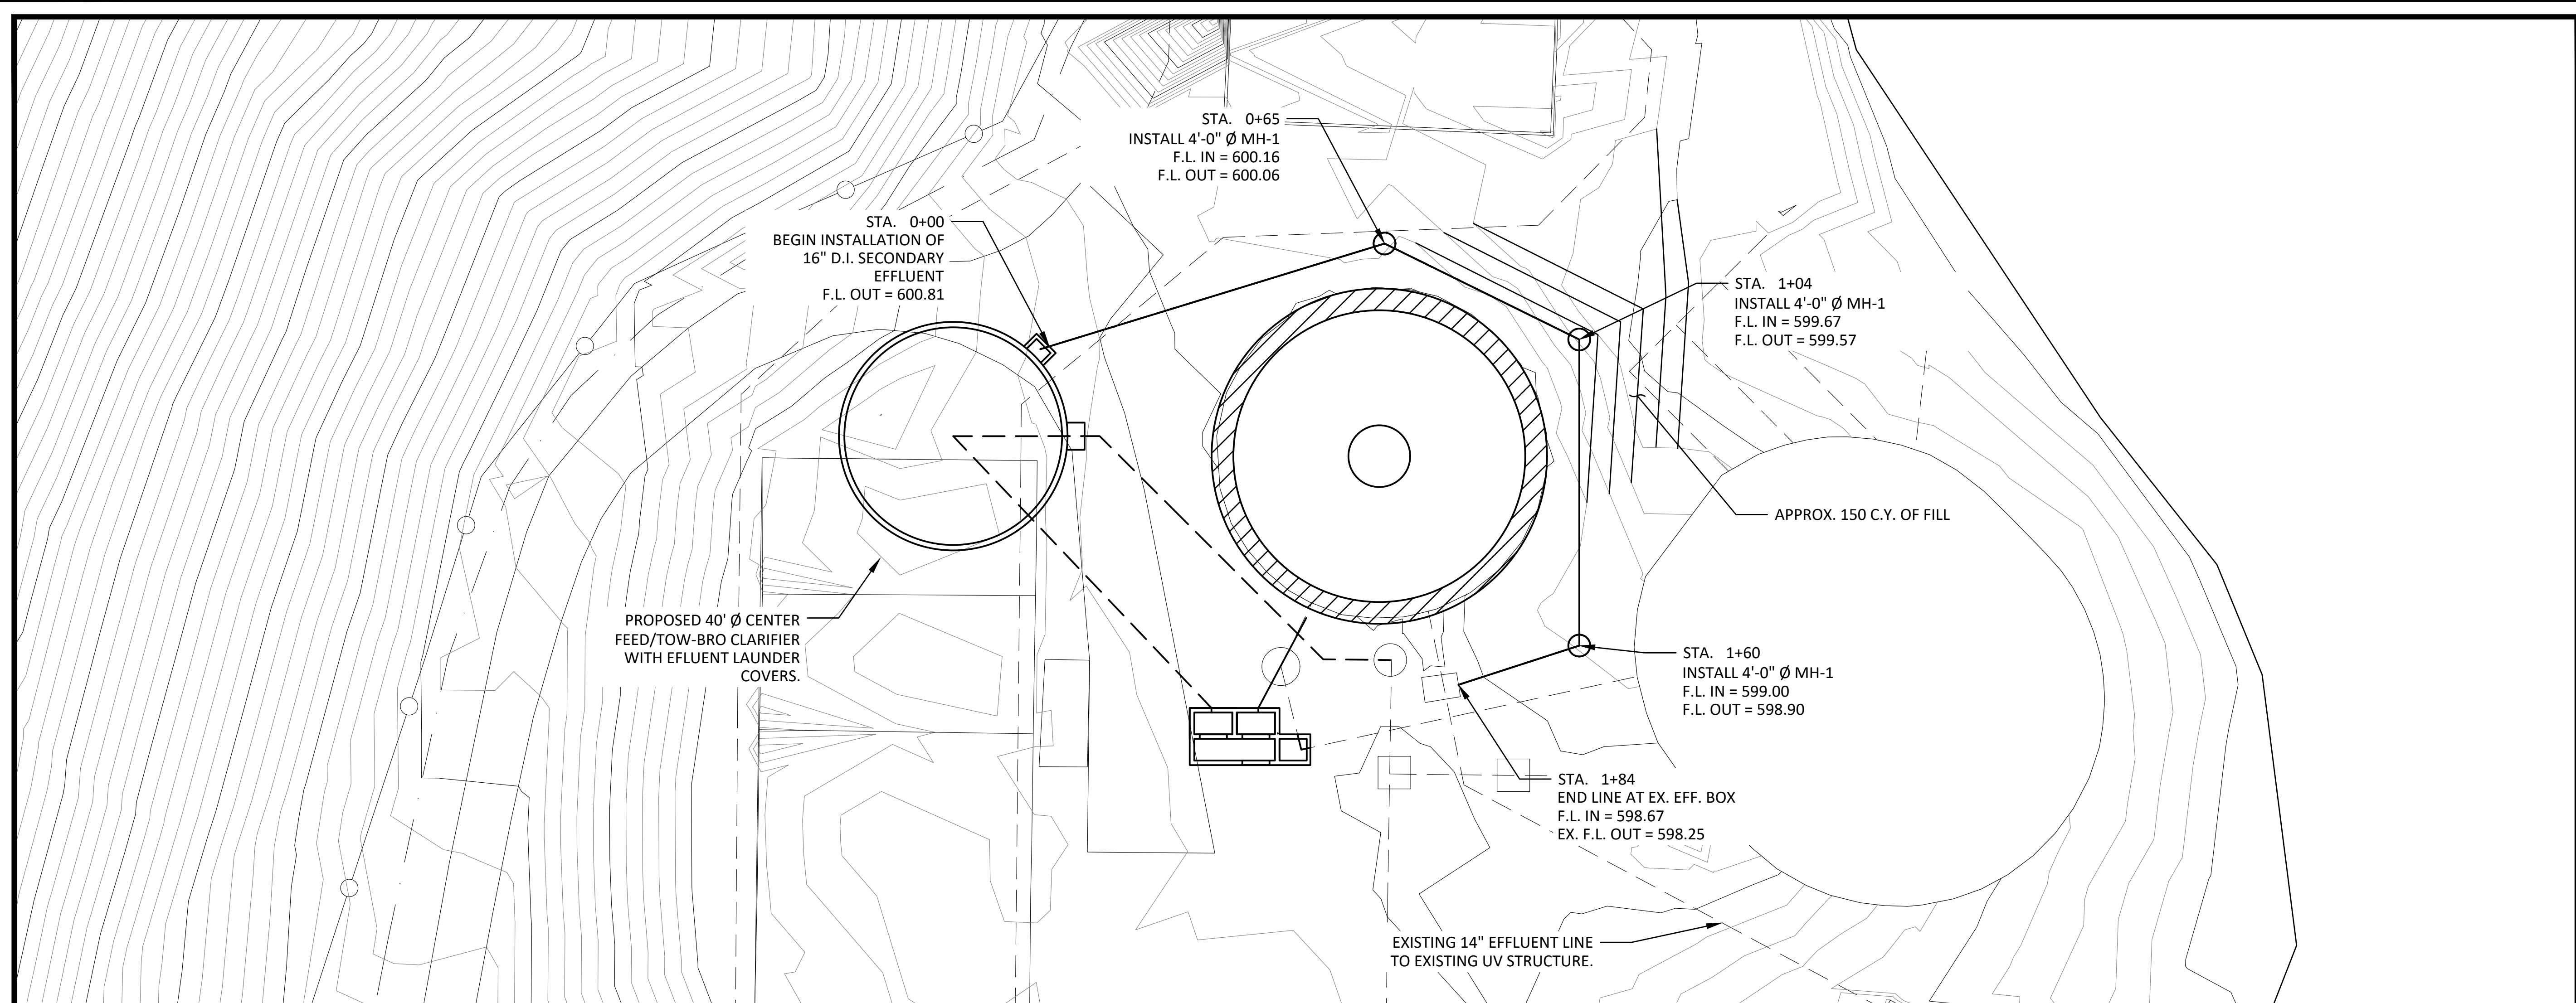 STA. 0+65
INSTALL 4'-0" Ø MH-1
F.L. IN = 600.16
F.L. OUT = 600.06
STA. 0+00
BEGIN INSTALLATION OF
16" D.I. SECONDARY
EFFLUENT
F.L. OUT = 600.81
STA. 1+04
INSTALL 4'-0" Ø MH-1
F.L. IN = 599.67
F.L. OUT = 599.57
APPROX. 150 C.Y. OF FILL
PROPOSED 40' Ø CENTER
FEED/TOW-BRO CLARIFIER
WITH EFLUENT LAUNDER
COVERS.
STA. 1+60
INSTALL 4'-0" Ø MH-1
F.L. IN = 599.00
F.L. OUT = 598.90
STA. 1+84
END LINE AT EX. EFF. BOX
F.L. IN = 598.67
EX. F.L. OUT = 598.25
EXISTING 14" EFFLUENT LINE
TO EXISTING UV STRUCTURE.